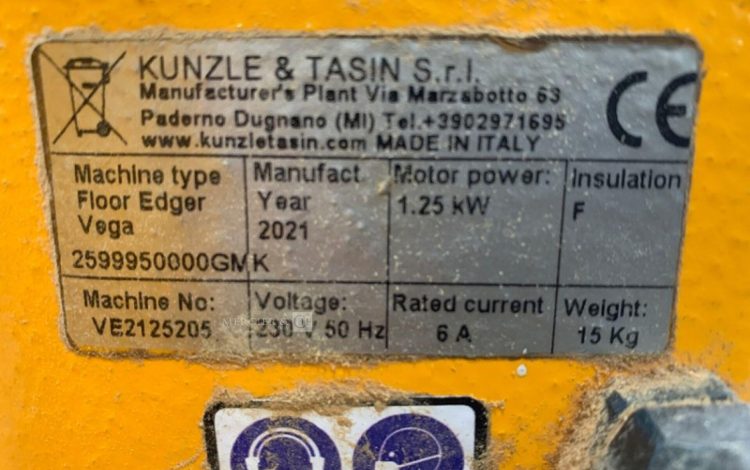 KUNZLE & TASIN S.r.l.
Manufacturer's Plant Via Marzabotto 63
Paderno Dugnano (MI) Tel.+3902971695
www.kunzletasin.com MADE IN ITALY
CE
Machine type
Floor Edger
Vega
2599950000GMK
Manufact
Year
2021
Motor power:
1.25 kW
Insulation
F
Machine No:
VE2125205
Voltage:
230 V 50 Hz
Rated current
6 A
Weight:
15 Kg